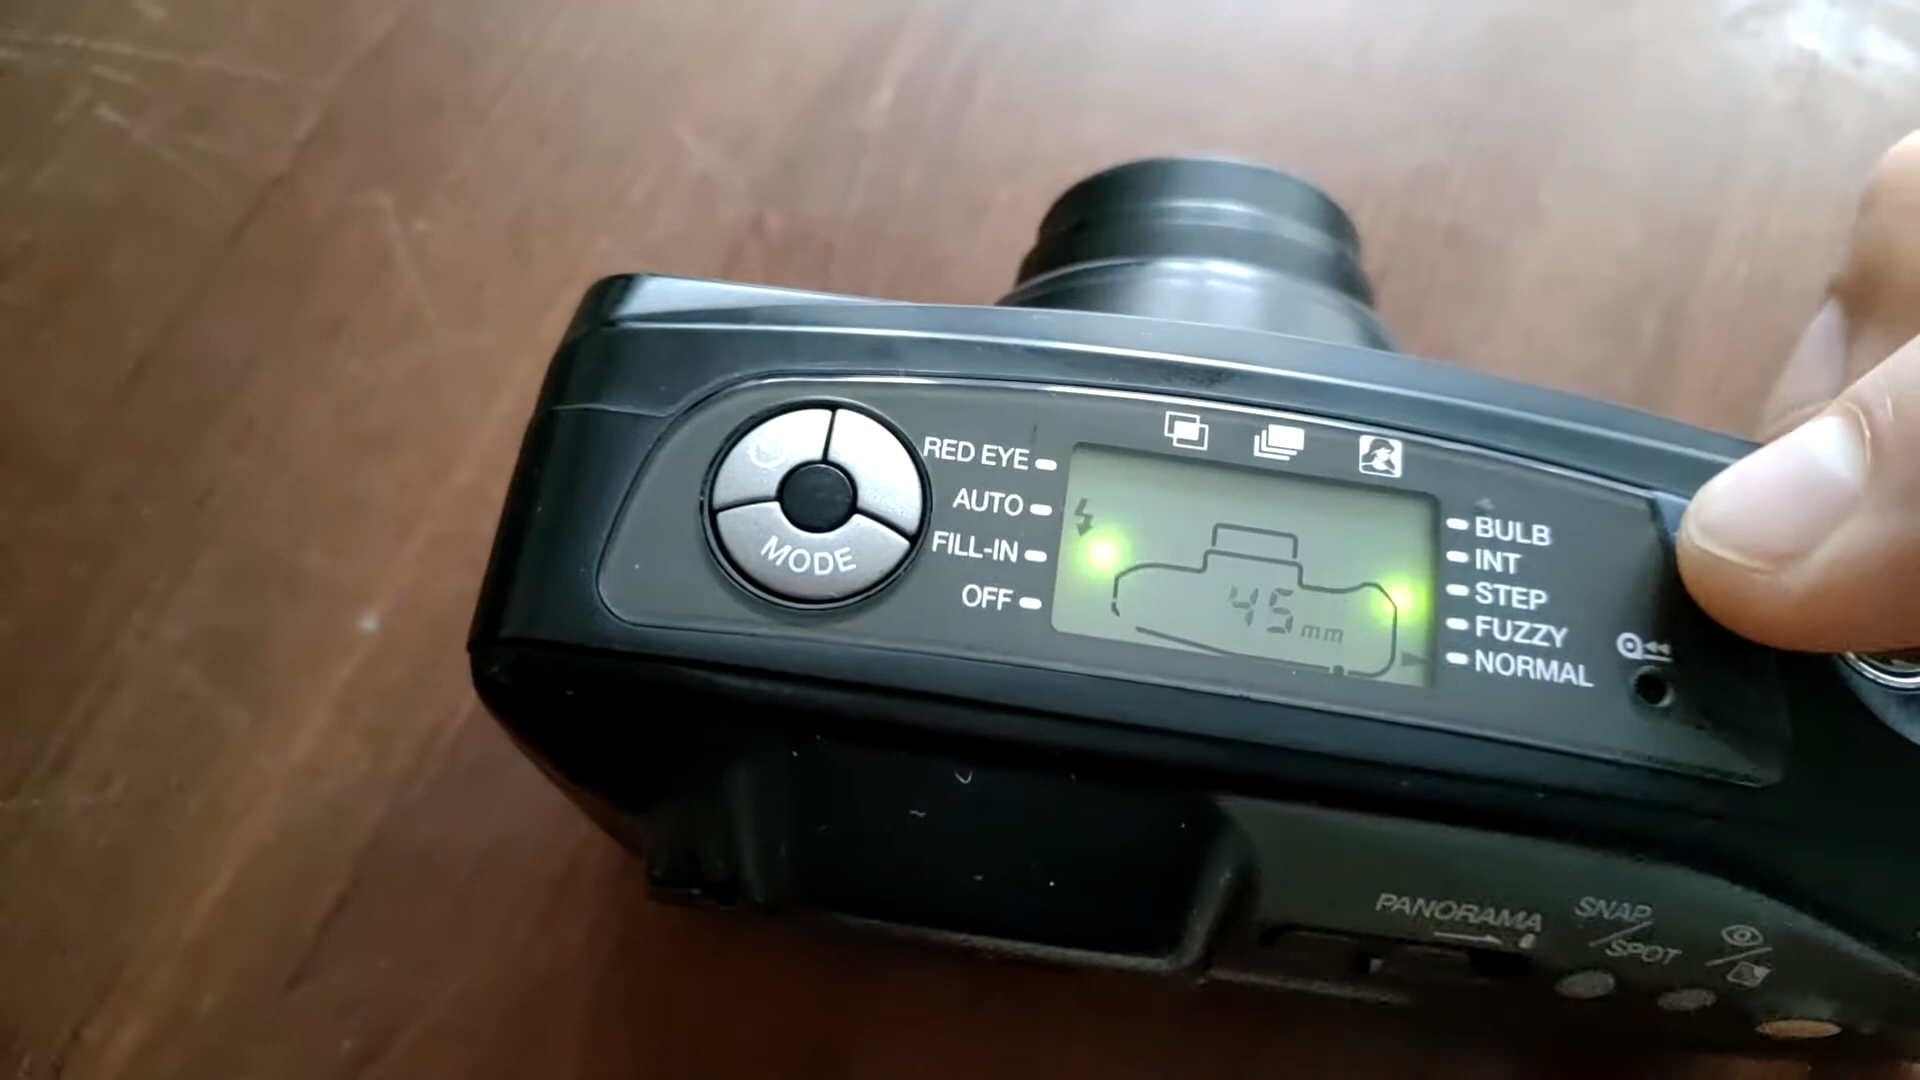 RED EYE
AUTO
FILL-IN
OFF
MODE
45mm
BULB
INT
STEP
FUZZY
NORMAL
PANORAMA
SNAP/
SPOT